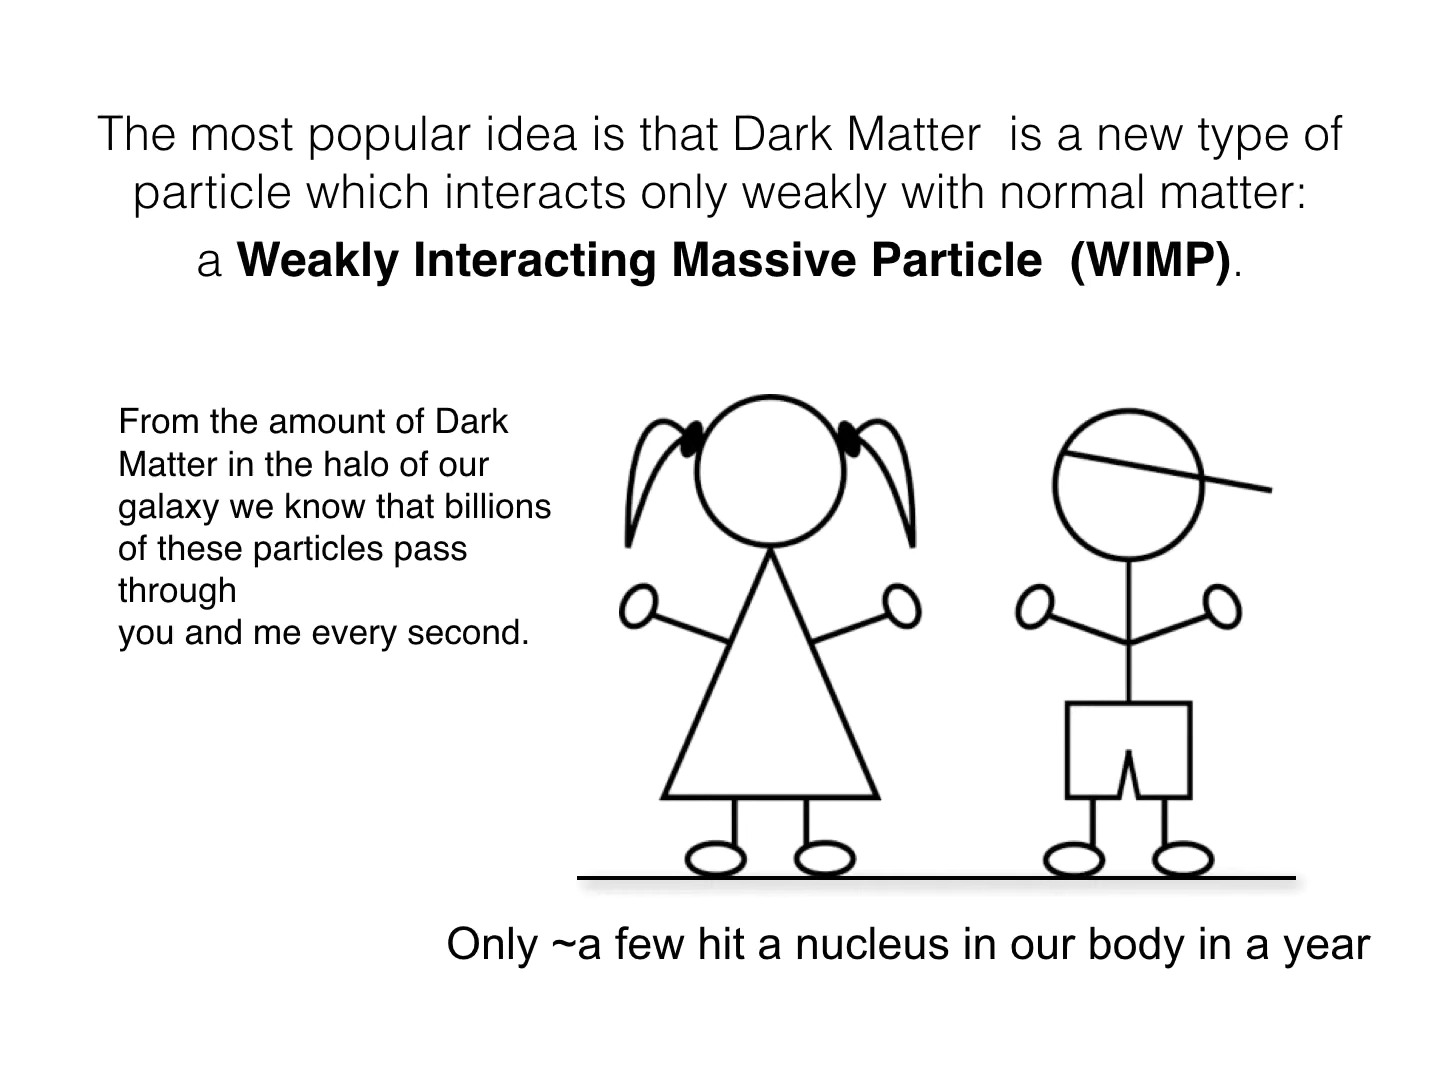 The most popular idea is that Dark Matter  is a new type of
particle which interacts only weakly with normal matter:
a Weakly Interacting Massive Particle  (WIMP).
From the amount of Dark
Matter in the halo of our
galaxy we know that billions
of these particles pass
through
you and me every second.
Only ~a few hit a nucleus in our body in a year